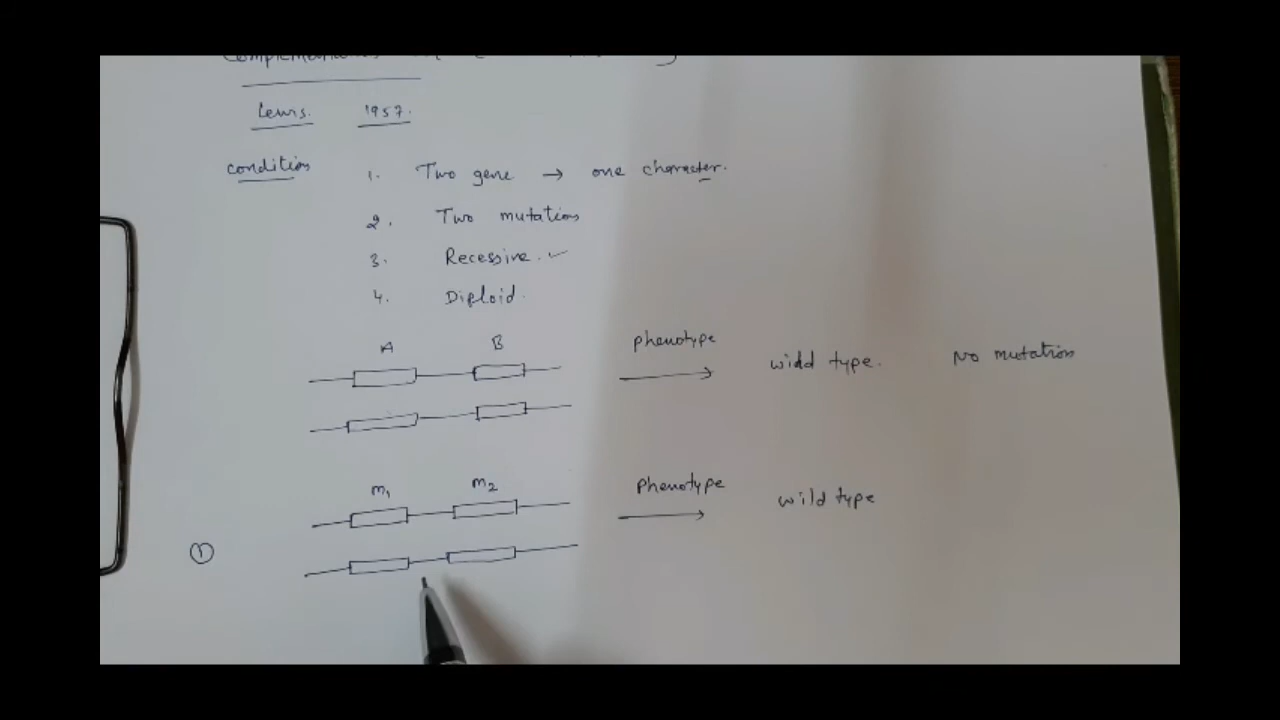 Lewis. 1957.
condition 1. Two gene → one character.
2. Two mutations
3. Recessive. ✓
4. Diploid.
A B phenotype
wild type. No mutation
m₁ m₂ phenotype
wild type
①